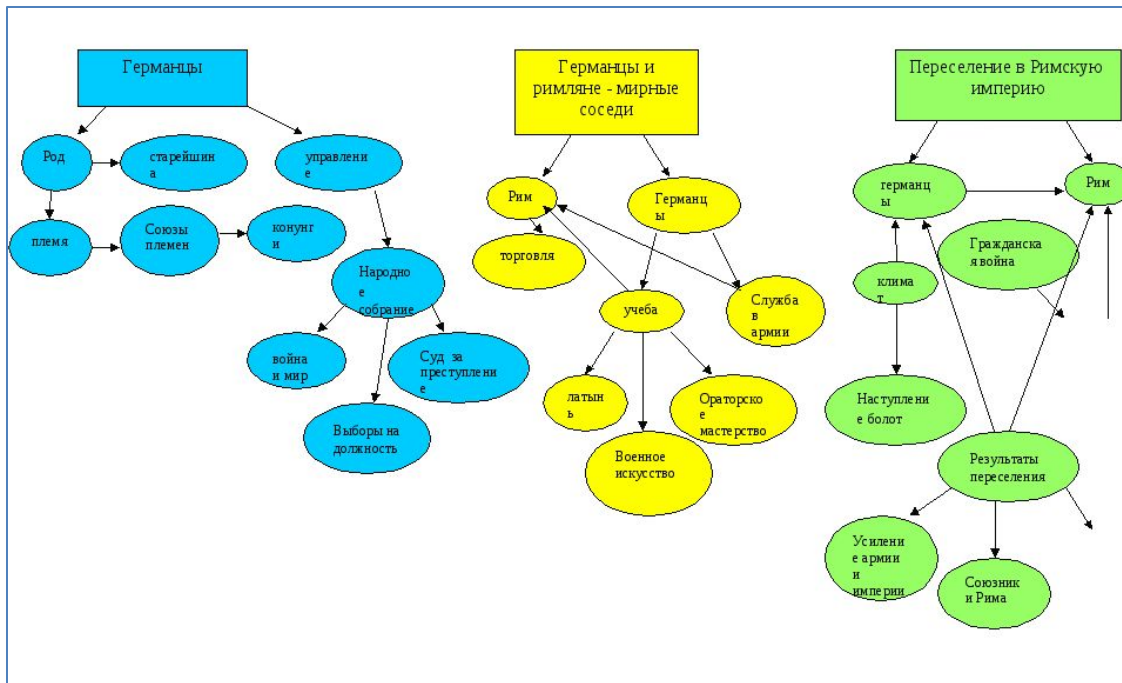 Германцы
Род
старейшин
а
управлени
е
племя
Союзы
племен
конунг
и
Народно
е
собрание
война
и мир
Суд за
преступлени
е
Выборы на
должность
Германцы и
римляне - мирные
соседи
Рим
Германц
ы
торговля
учеба
Служба
в
армии
латын
ь
Ораторско
е
мастерство
Военное
искусство
Переселение в Римскую
империю
германц
ы
Рим
Гражданска
я война
клима
т
Наступлени
е болот
Результаты
переселения
Усилени
е армии
и
империи
Союзник
и Рима